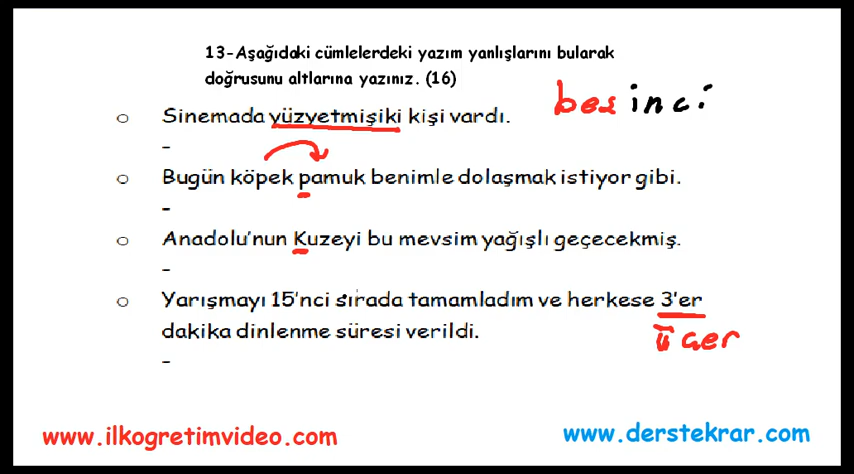 13-Aşağıdaki cümlelerdeki yazım yanlışlarını bularak
doğrusunu altlarına yazınız. (16)
beşinci
o Sinemada yüzyetmişiki kişi vardı.
-
o Bugün köpek pamuk benimle dolaşmak istiyor gibi.
-
o Anadolu'nun Kuzeyi bu mevsim yağışlı geçecekmiş.
-
o Yarışmayı 15'nci sırada tamamladım ve herkese 3'er
dakika dinlenme süresi verildi.
üçer
-
www.ilkogretimvideo.com
www.derstekrar.com